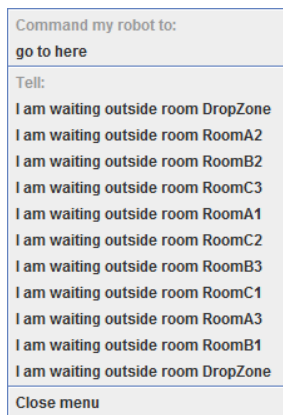 Command my robot to:
go to here
Tell:
I am waiting outside room DropZone
I am waiting outside room RoomA2
I am waiting outside room RoomB2
I am waiting outside room RoomC3
I am waiting outside room RoomA1
I am waiting outside room RoomC2
I am waiting outside room RoomB3
I am waiting outside room RoomC1
I am waiting outside room RoomA3
I am waiting outside room RoomB1
I am waiting outside room DropZone
Close menu